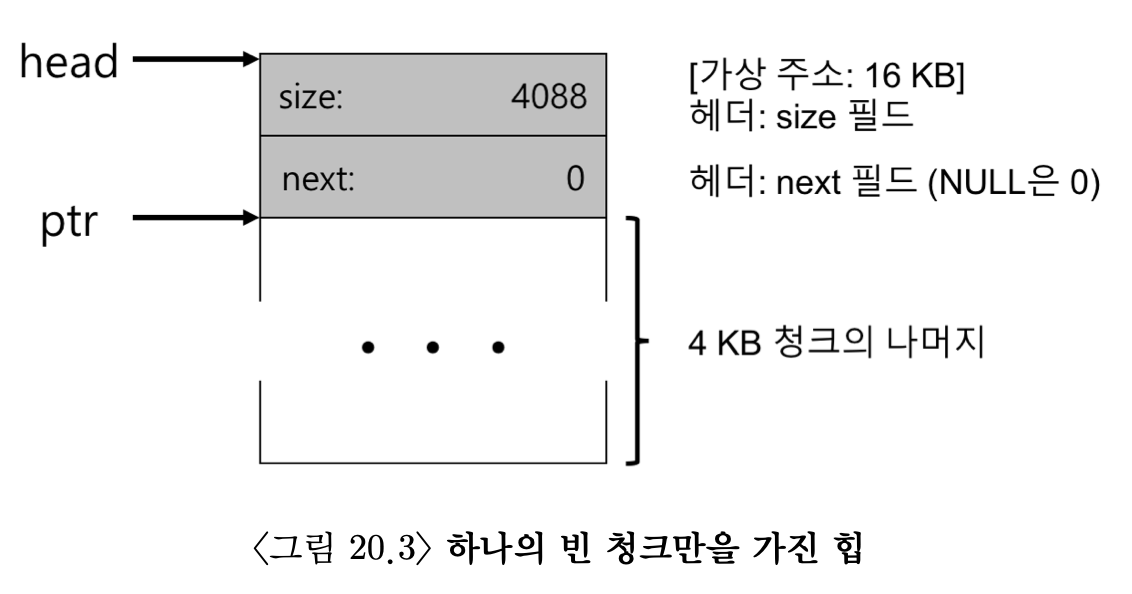 head
size: 4088
[가상 주소: 16 KB]
헤더: size 필드
next: 0
헤더: next 필드 (NULL은 0)
ptr
4 KB 청크의 나머지
〈그림 20.3〉 하나의 빈 청크만을 가진 힙